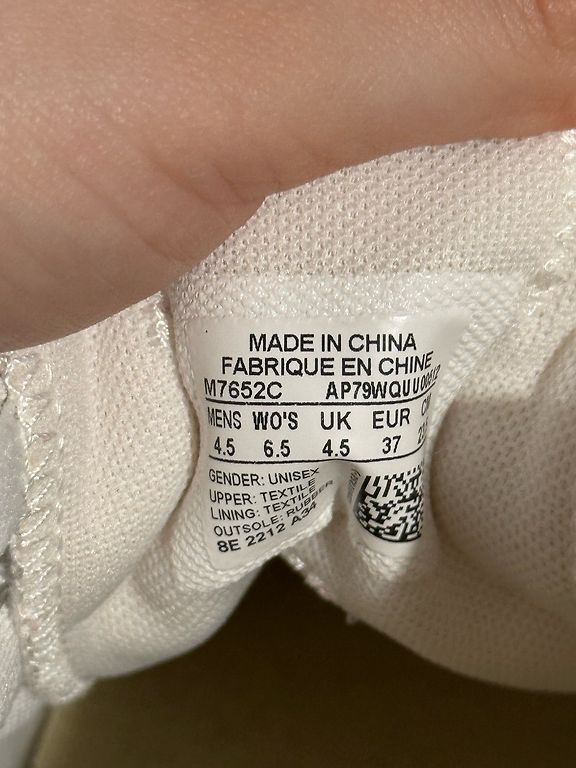 MADE IN CHINA
FABRIQUE EN CHINE
M7652C
MENS WO'S UK EUR
4.5 6.5 4.5 37
GENDER: UNISEX
UPPER: TEXTILE
LINING: TEXTILE
OUTSOLE: RUBBER
8E 2212 A34